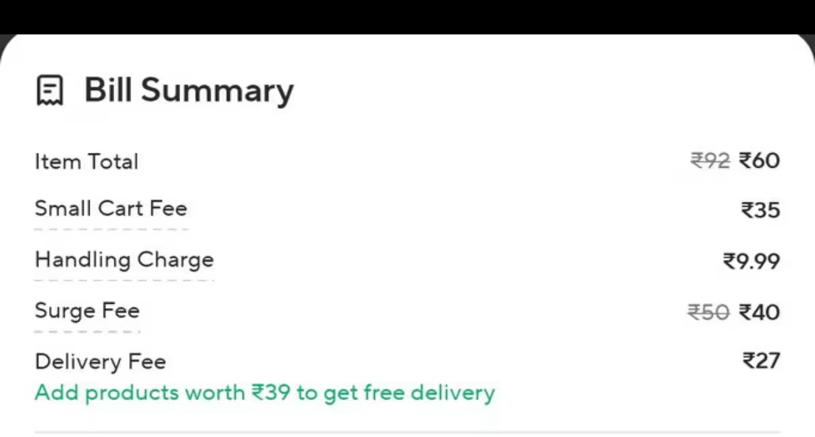 Bill Summary
Item Total ₹92 ₹60
Small Cart Fee ₹35
Handling Charge ₹9.99
Surge Fee ₹50 ₹40
Delivery Fee ₹27
Add products worth ₹39 to get free delivery